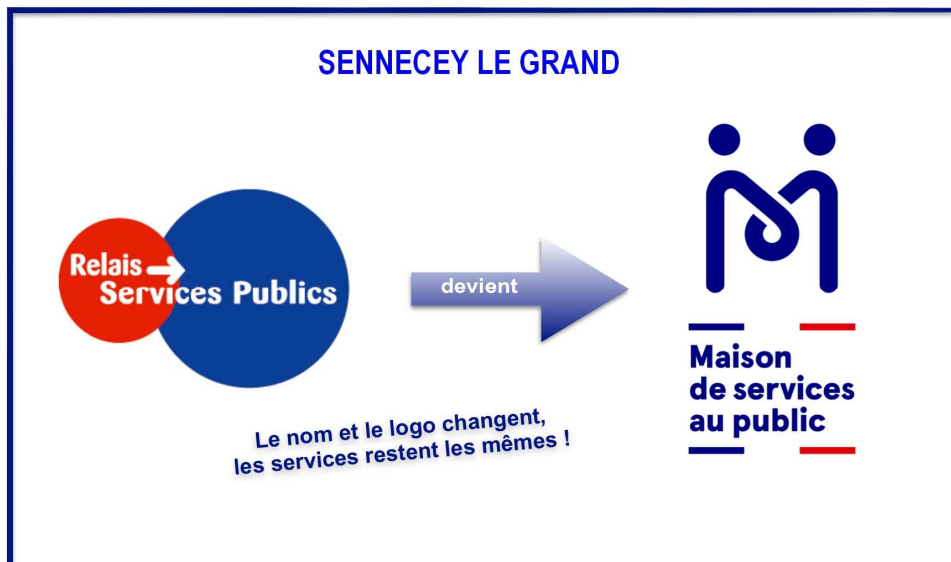 SENNECEY LE GRAND
Relais
Services Publics
devient
Maison
de services
au public
Le nom et le logo changent,
les services restent les mêmes !